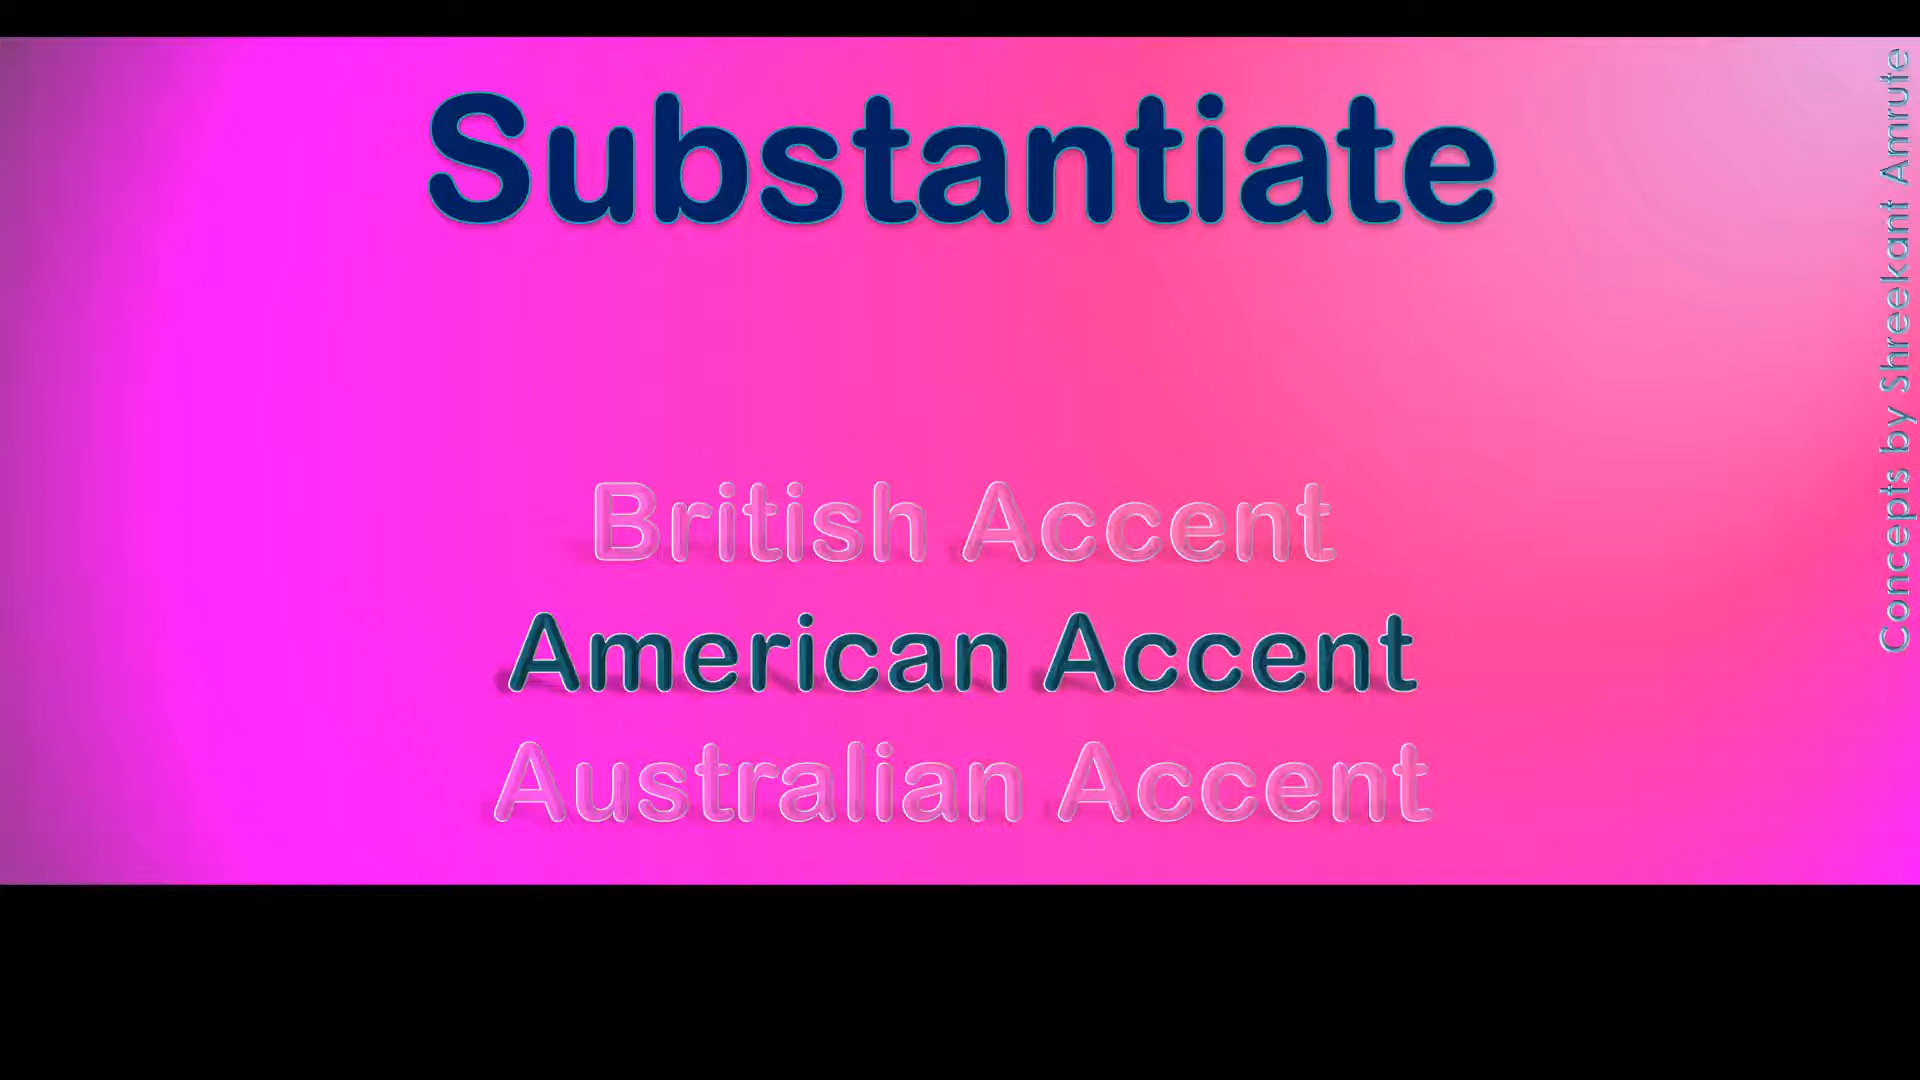 Substantiate
British Accent
American Accent
Australian Accent
Concepts by Shreekant Amrute